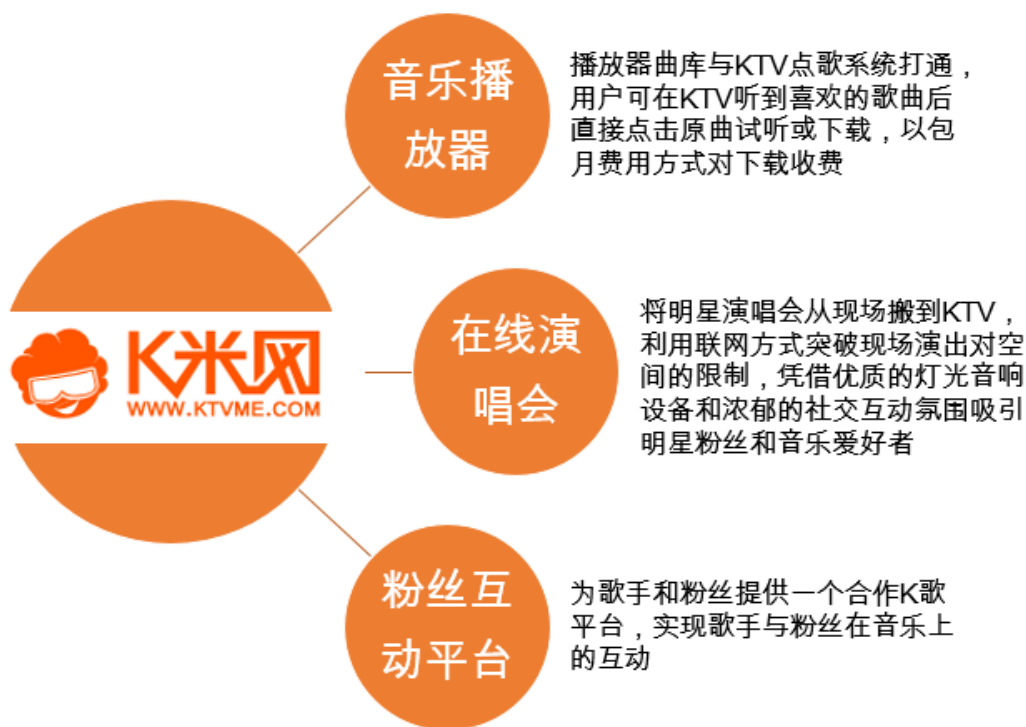 音乐播
放器
播放器曲库与KTV点歌系统打通，
用户可在KTV听到喜欢的歌曲后
直接点击原曲试听或下载，以包
月费用方式对下载收费
K米网
WWW.KTVME.COM
在线演
唱会
将明星演唱会从现场搬到KTV，
利用联网方式突破现场演出对空
间的限制，凭借优质的灯光音响
设备和浓郁的社交互动氛围吸引
明星粉丝和音乐爱好者
粉丝互
动平台
为歌手和粉丝提供一个合作K歌
平台，实现歌手与粉丝在音乐上
的互动